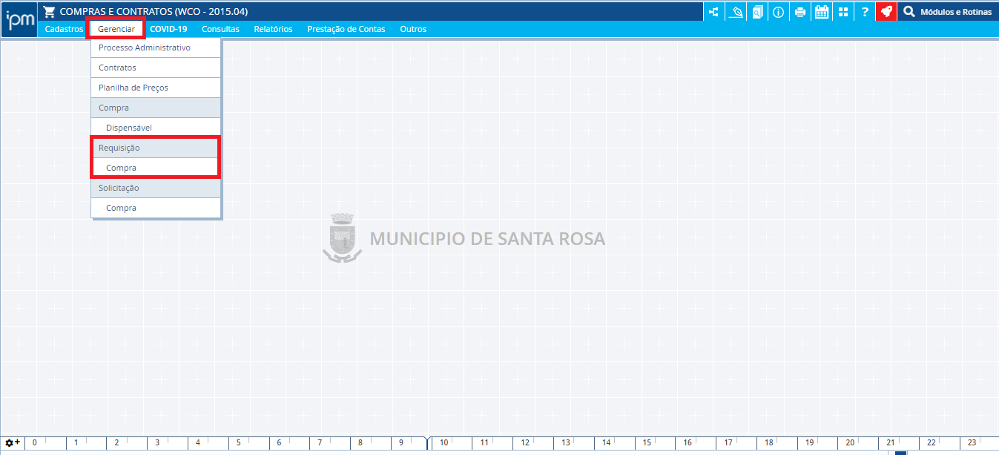 ipm
COMPRAS E CONTRATOS (WCO - 2015.04)
? Módulos e Rotinas
Cadastros Gerenciar COVID-19 Consultas Relatórios Prestação de Contas Outros
Processo Administrativo
Contratos
Planilha de Preços
Compra
Dispensável
Requisição
Compra
Solicitação
Compra
MUNICIPIO DE SANTA ROSA
0 1 2 3 4 5 6 7 8 9 10 11 12 13 14 15 16 17 18 19 20 21 22 23